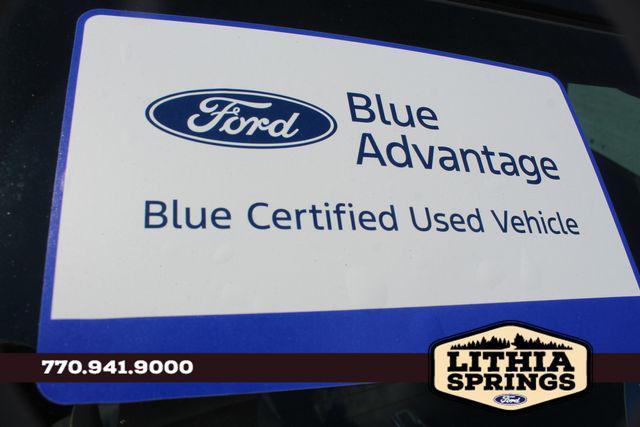 Ford
Blue
Advantage
Blue Certified Used Vehicle
770.941.9000
LITHIA
SPRINGS
Ford